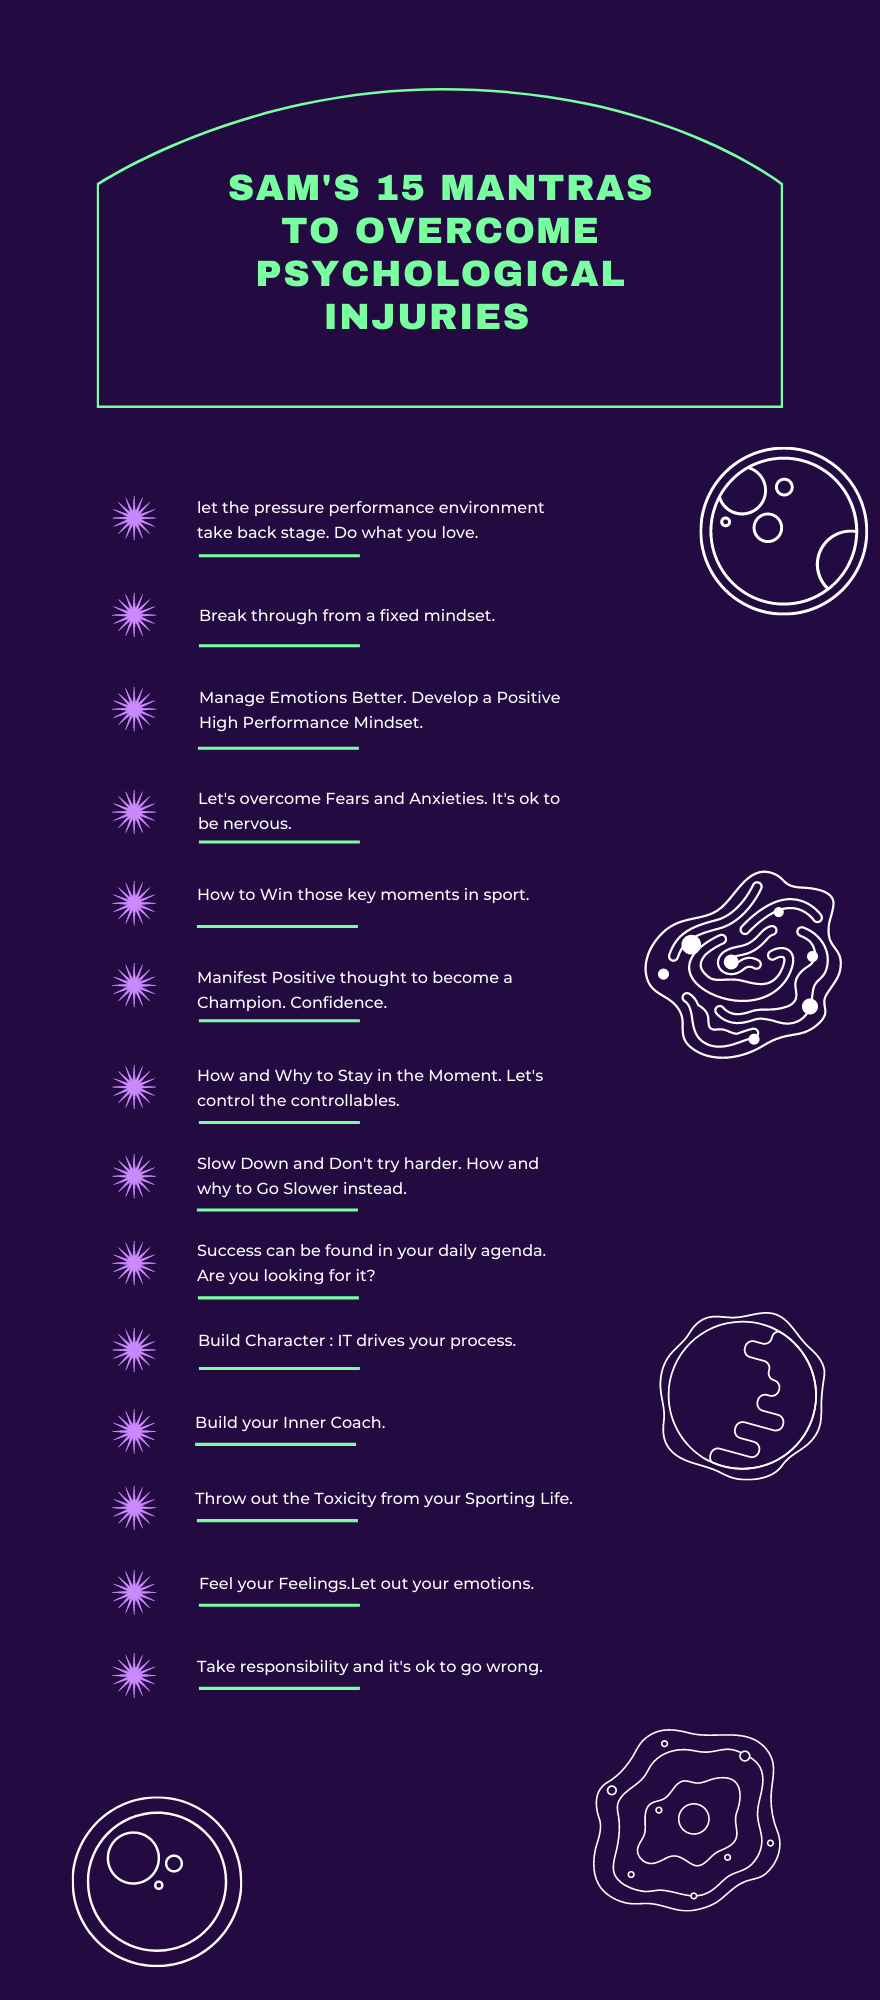 SAM'S 15 MANTRAS
TO OVERCOME
PSYCHOLOGICAL
INJURIES
let the pressure performance environment
take back stage. Do what you love.
Break through from a fixed mindset.
Manage Emotions Better. Develop a Positive
High Performance Mindset.
Let's overcome Fears and Anxieties. It's ok to
be nervous.
How to Win those key moments in sport.
Manifest Positive thought to become a
Champion. Confidence.
How and Why to Stay in the Moment. Let's
control the controllables.
Slow Down and Don't try harder. How and
why to Go Slower instead.
Success can be found in your daily agenda.
Are you looking for it?
Build Character : IT drives your process.
Build your Inner Coach.
Throw out the Toxicity from your Sporting Life.
Feel your Feelings.Let out your emotions.
Take responsibility and it's ok to go wrong.